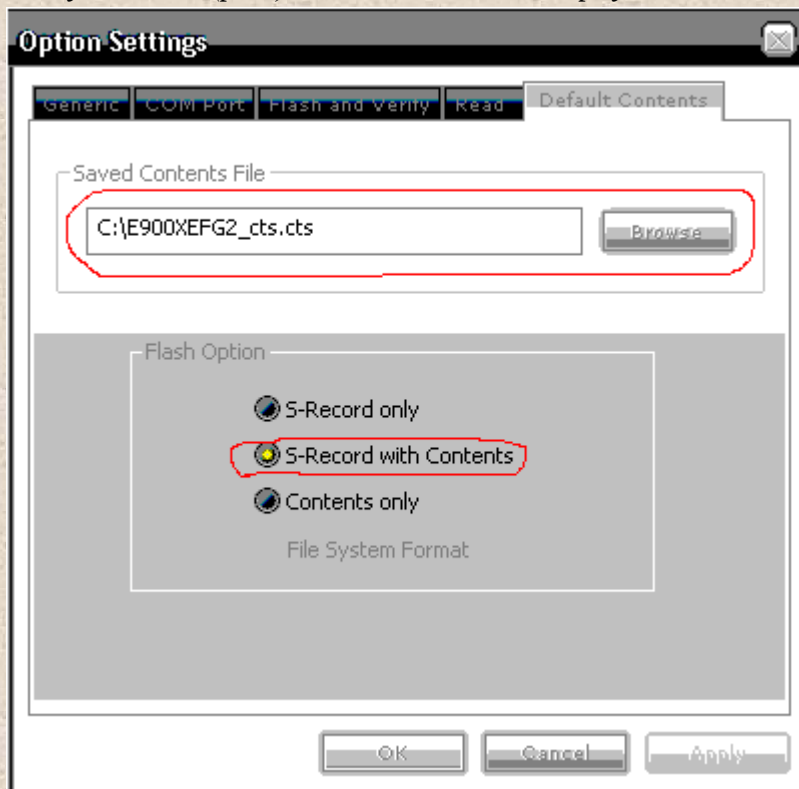 Option Settings
Generic COM Port Flash and Verify Read Default Contents
Saved Contents File
C:\E900XEFG2_cts.cts Browse
Flash Option
S-Record only
S-Record with Contents
Contents only
File System Format
OK Cancel Apply